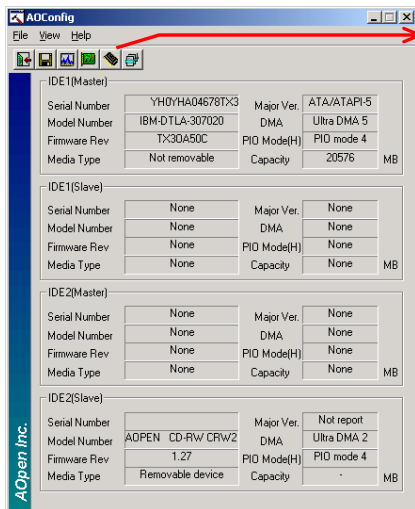 AOConfig
File View Help
IDE1(Master)
Serial Number YH0YHA04678TX3 Major Ver. ATA/ATAPI-5
Model Number IBM-DTLA-307020 DMA Ultra DMA 5
Firmware Rev TX3OA50C PIO Mode(H) PIO mode 4
Media Type Not removable Capacity 20576 MB
IDE1(Slave)
Serial Number None Major Ver. None
Model Number None DMA None
Firmware Rev None PIO Mode(H) None
Media Type None Capacity None MB
IDE2(Master)
Serial Number None Major Ver. None
Model Number None DMA None
Firmware Rev None PIO Mode(H) None
Media Type None Capacity None MB
IDE2(Slave)
Serial Number Major Ver. Not report
Model Number AOPEN CD-RW CRW2 DMA Ultra DMA 2
Firmware Rev 1.27 PIO Mode(H) PIO mode 4
Media Type Removable device Capacity - MB
AOpen Inc.